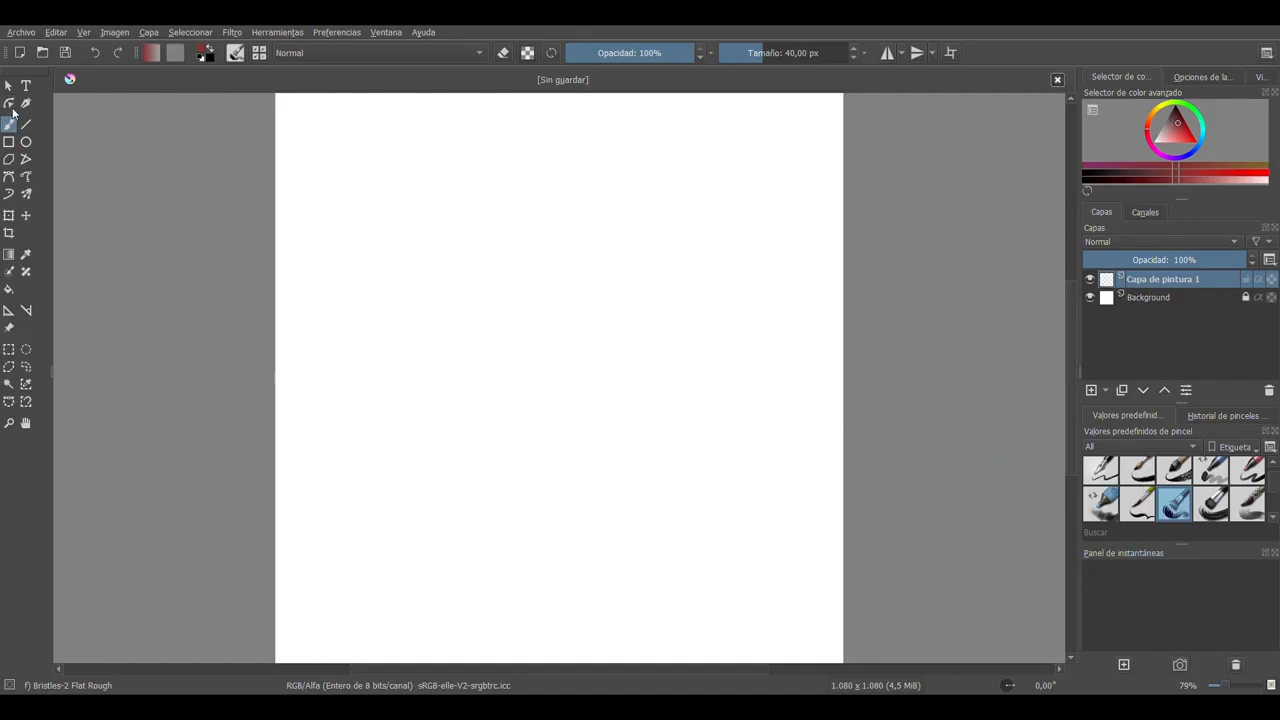 Archivo Editar Ver Imagen Capa Seleccionar Filtro Herramientas Preferencias Ventana Ayuda
Normal Opacidad: 100% Tamaño: 40,00 px
[Sin guardar]
Selector de co... Opciones de la... Vi...
Selector de color avanzado
Capas Canales
Capas
Normal
Opacidad: 100%
Capa de pintura 1
Background
Valores predefinid... Historial de pinceles ...
Valores predefinidos de pincel
All Etiqueta
Buscar
Panel de instantáneas
f) Bristles-2 Flat Rough RGB/Alfa (Entero de 8 bits/canal) sRGB-elle-V2-srgbtrc.icc 1.080 x 1.080 (4,5 MiB) 0,00° 79%